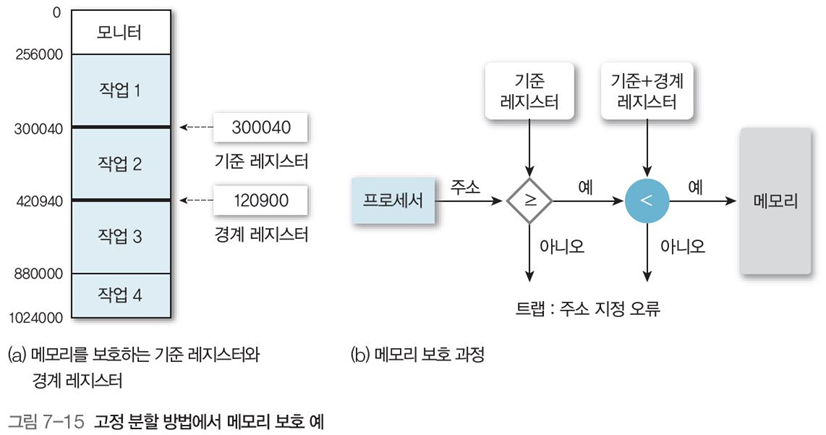 0
모니터
256000
작업 1
300040
300040
기준 레지스터
작업 2
420940
120900
경계 레지스터
작업 3
880000
작업 4
1024000
(a) 메모리를 보호하는 기준 레지스터와
경계 레지스터
기준
레지스터
기준+경계
레지스터
프로세서
주소
≥
예
<
예
메모리
아니오
아니오
트랩 : 주소 지정 오류
(b) 메모리 보호 과정
그림 7-15 고정 분할 방법에서 메모리 보호 예